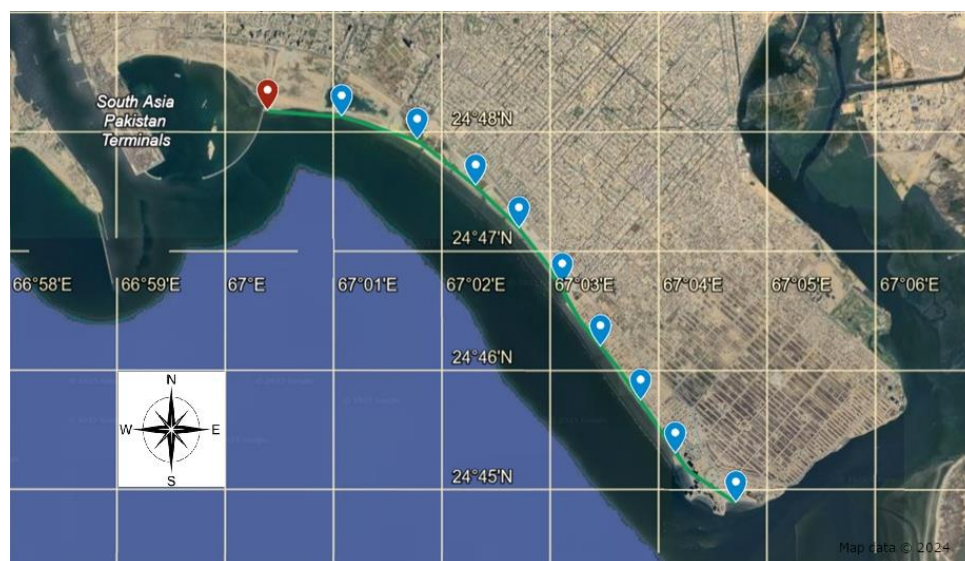 South Asia
Pakistan
Terminals
24°48'N
24°47'N
66°58'E
66°59'E
67°E
67°01'E
67°02'E
67°03'E
67°04'E
67°05'E
67°06'E
24°46'N
N
W
E
S
24°45'N
Map data © 2024